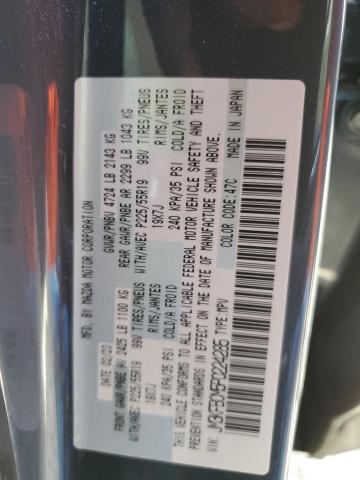 MFD. BY MAZDA MOTOR CORPORATION
DATE 02/23 GVWR/PNBV 4724 LB 2143 KG
FRONT GAWR/PNBE AV 2425 LB 1100 KG REAR GAWR/PNBE AR 2299 LB 1043 KG
WITH/AVEC P225/55R19 99V TIRES/PNEUS WITH/AVEC P225/55R19 99V TIRES/PNEUS
19X7J RIMS/JANTES 19X7J RIMS/JANTES
240 KPA/35 PSI COLD/A FROID 240 KPA/35 PSI COLD/A FROID
THIS VEHICLE CONFORMS TO ALL APPLICABLE FEDERAL MOTOR VEHICLE SAFETY AND THEFT
PREVENTION STANDARDS IN EFFECT ON THE DATE OF MANUFACTURE SHOWN ABOVE.
VIN: TYPE:MPV COLOR CODE:47C MADE IN JAPAN